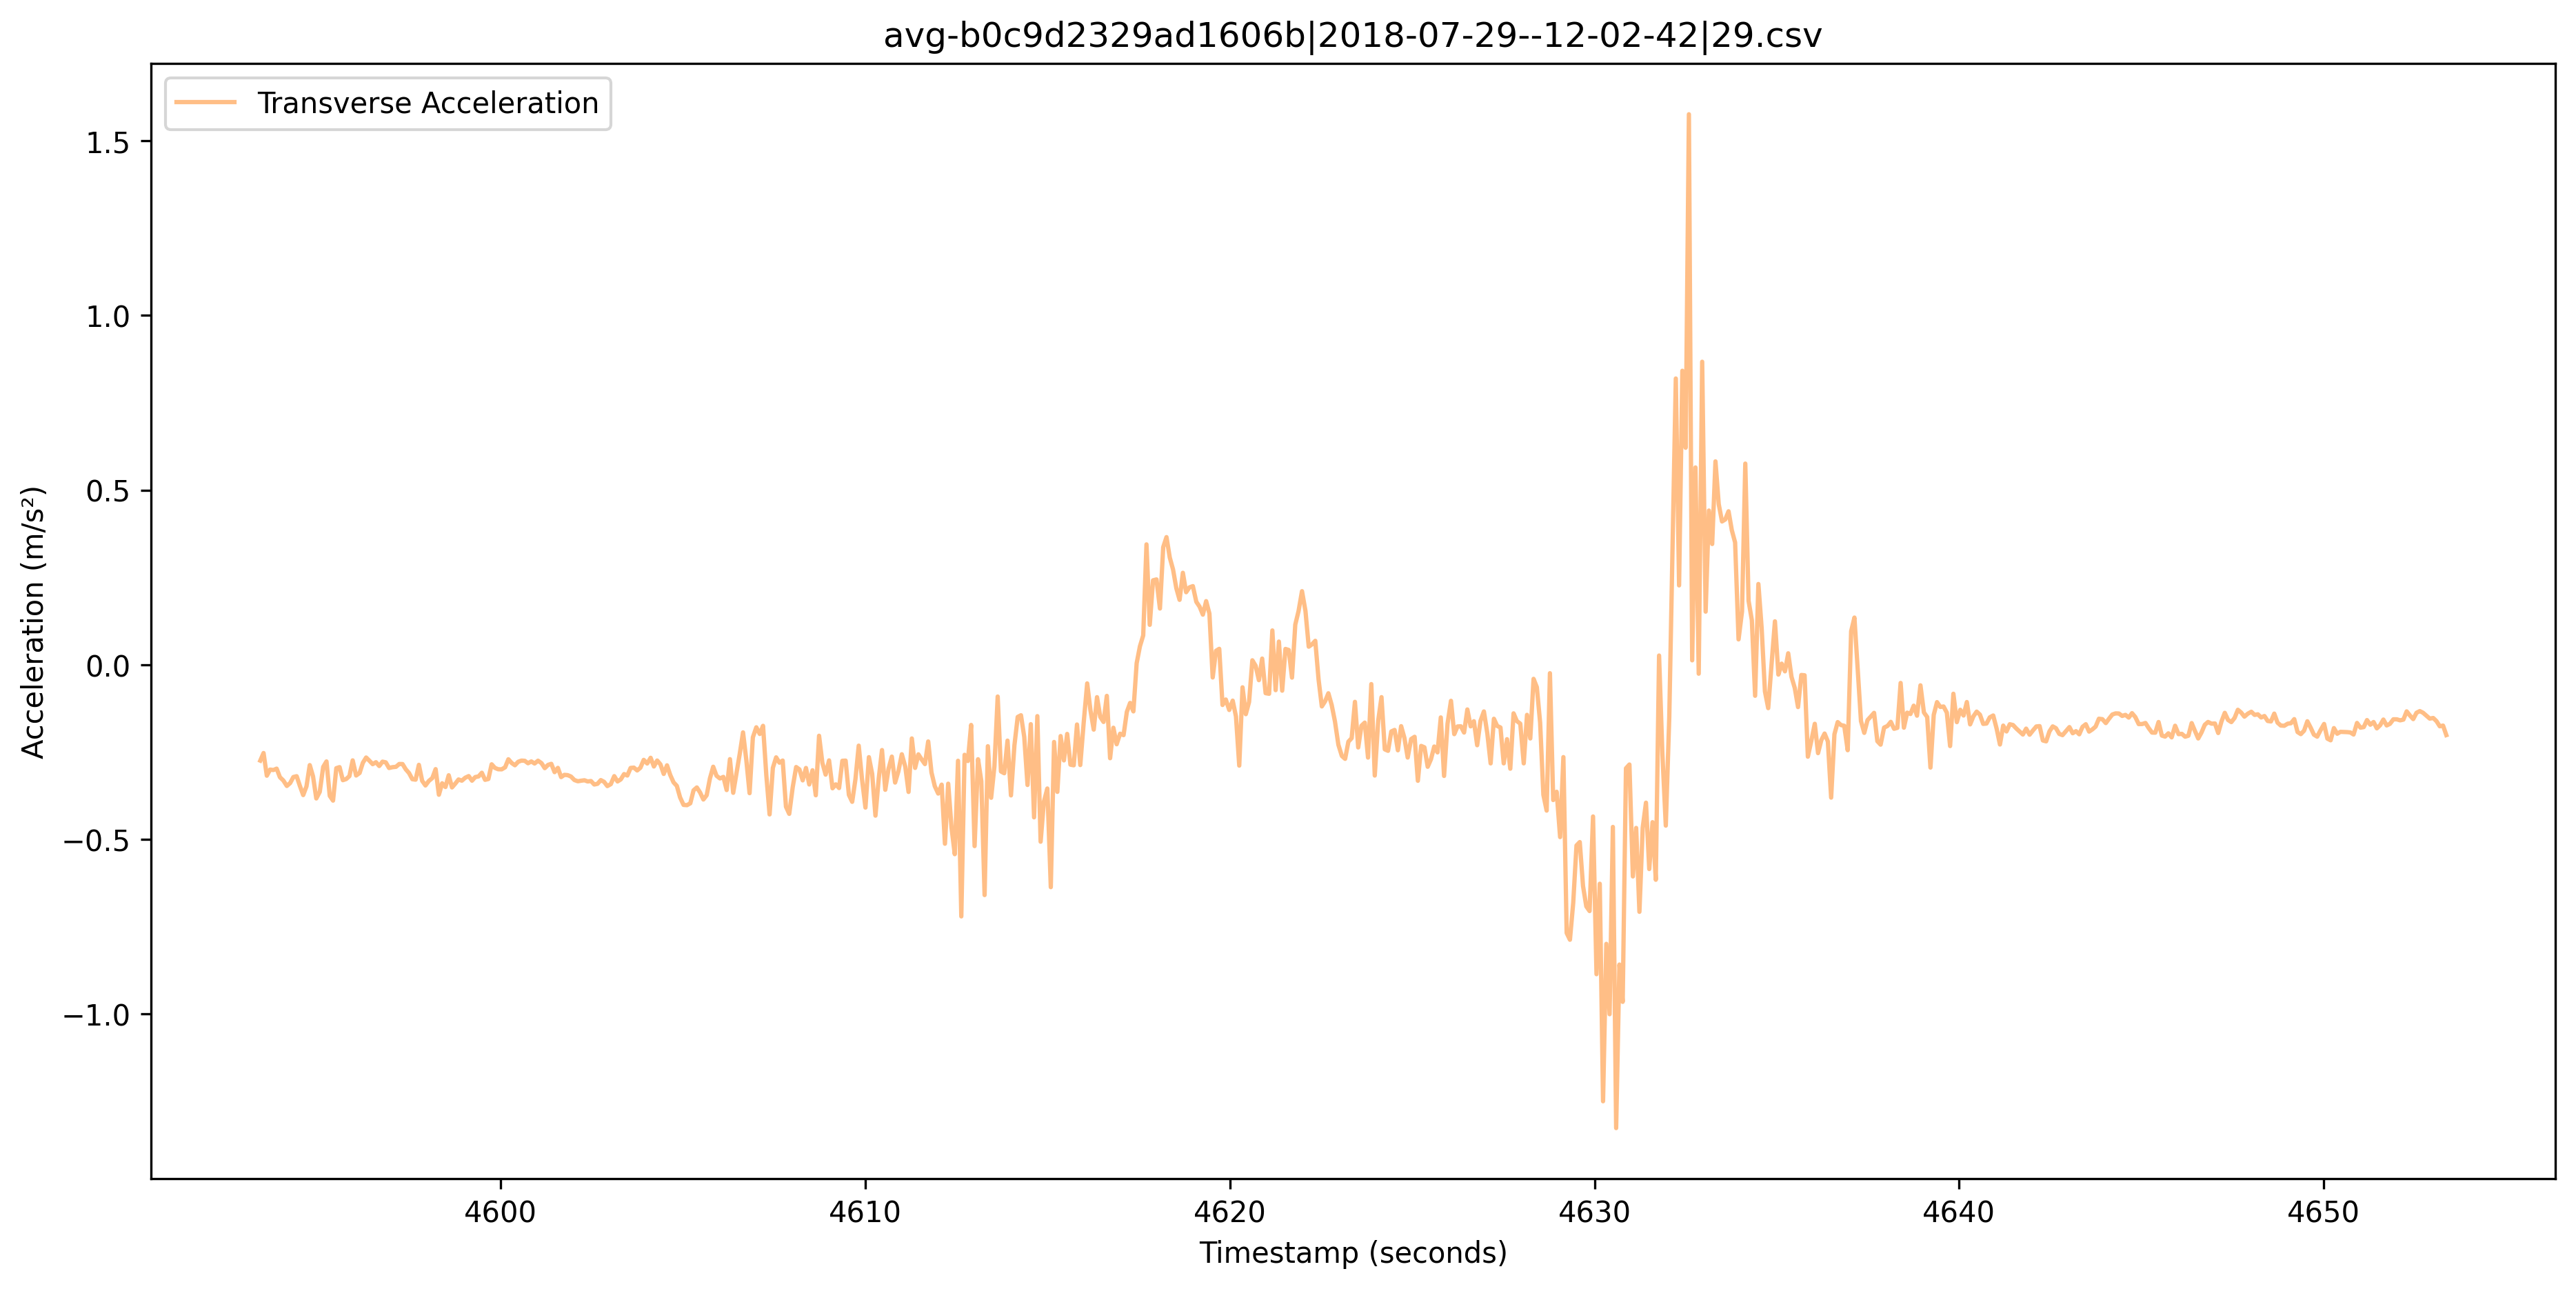 avg-b0c9d2329ad1606b|2018-07-29--12-02-42|29.csv
Transverse Acceleration
1.5
1.0
0.5
0.0
−0.5
−1.0
Acceleration (m/s²)
4600 4610 4620 4630 4640 4650
Timestamp (seconds)